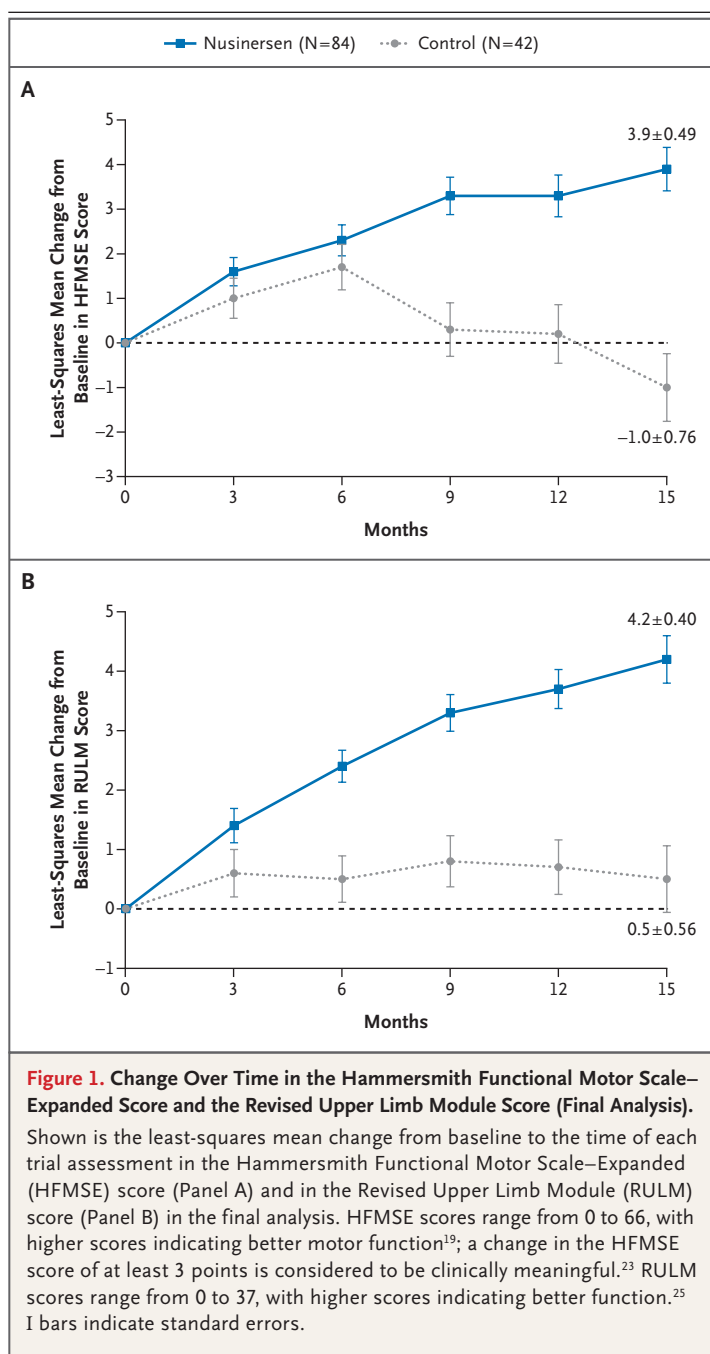 Nusinersen (N=84) Control (N=42)
A
Least-Squares Mean Change from
Baseline in HFMSE Score
5
4
3
2
1
0
−1
−2
−3
3.9±0.49
−1.0±0.76
0 3 6 9 12 15
Months
B
Least-Squares Mean Change from
Baseline in RULM Score
5
4
3
2
1
0
−1
4.2±0.40
0.5±0.56
0 3 6 9 12 15
Months
Figure 1. Change Over Time in the Hammersmith Functional Motor Scale–
Expanded Score and the Revised Upper Limb Module Score (Final Analysis).
Shown is the least-squares mean change from baseline to the time of each
trial assessment in the Hammersmith Functional Motor Scale–Expanded
(HFMSE) score (Panel A) and in the Revised Upper Limb Module (RULM)
score (Panel B) in the final analysis. HFMSE scores range from 0 to 66, with
higher scores indicating better motor function¹⁹; a change in the HFMSE
score of at least 3 points is considered to be clinically meaningful.²³ RULM
scores range from 0 to 37, with higher scores indicating better function.²⁵
I bars indicate standard errors.